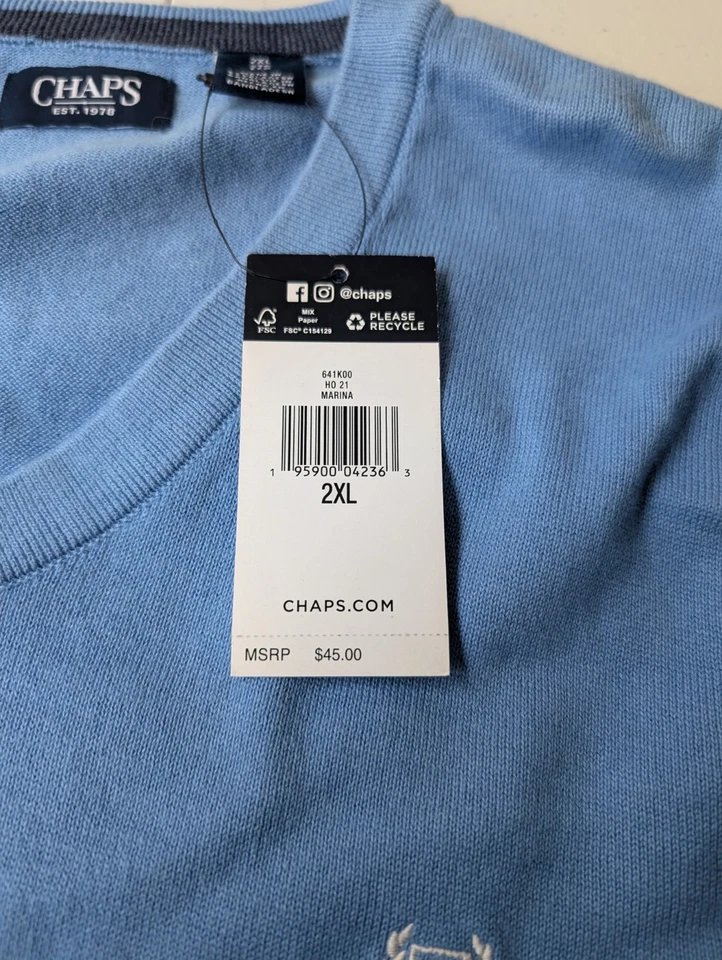 CHAPS
EST. 1978
2XL
BANGLADESH
f @chaps
MIX
Paper
FSC
FSC® C154129
PLEASE
RECYCLE
641K00
HO 21
MARINA
1 95900 04236 3
2XL
CHAPS.COM
MSRP $45.00